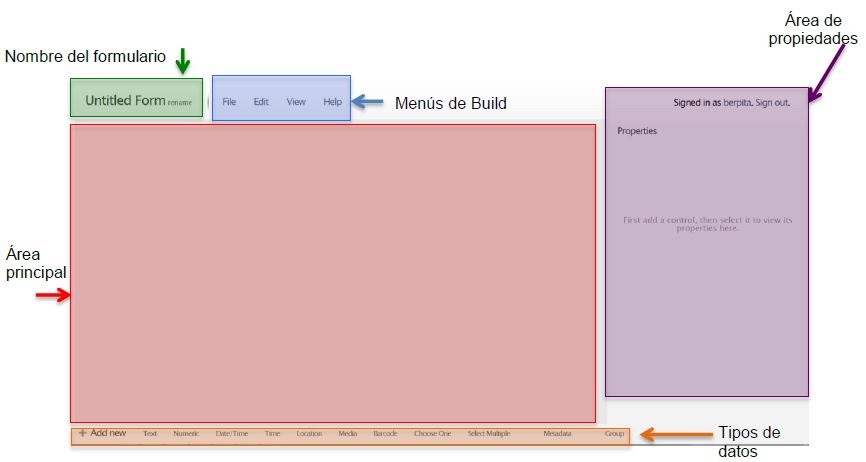 Área de
propiedades
Nombre del formulario
Untitled Form rename
File Edit View Help
Menús de Build
Signed in as berpita. Sign out.
Properties
First add a control, then select it to view its
properties here.
Área
principal
+ Add new Text Numeric Date/Time Time Location Media Barcode Choose One Select Multiple Metadata Group
Tipos de
datos